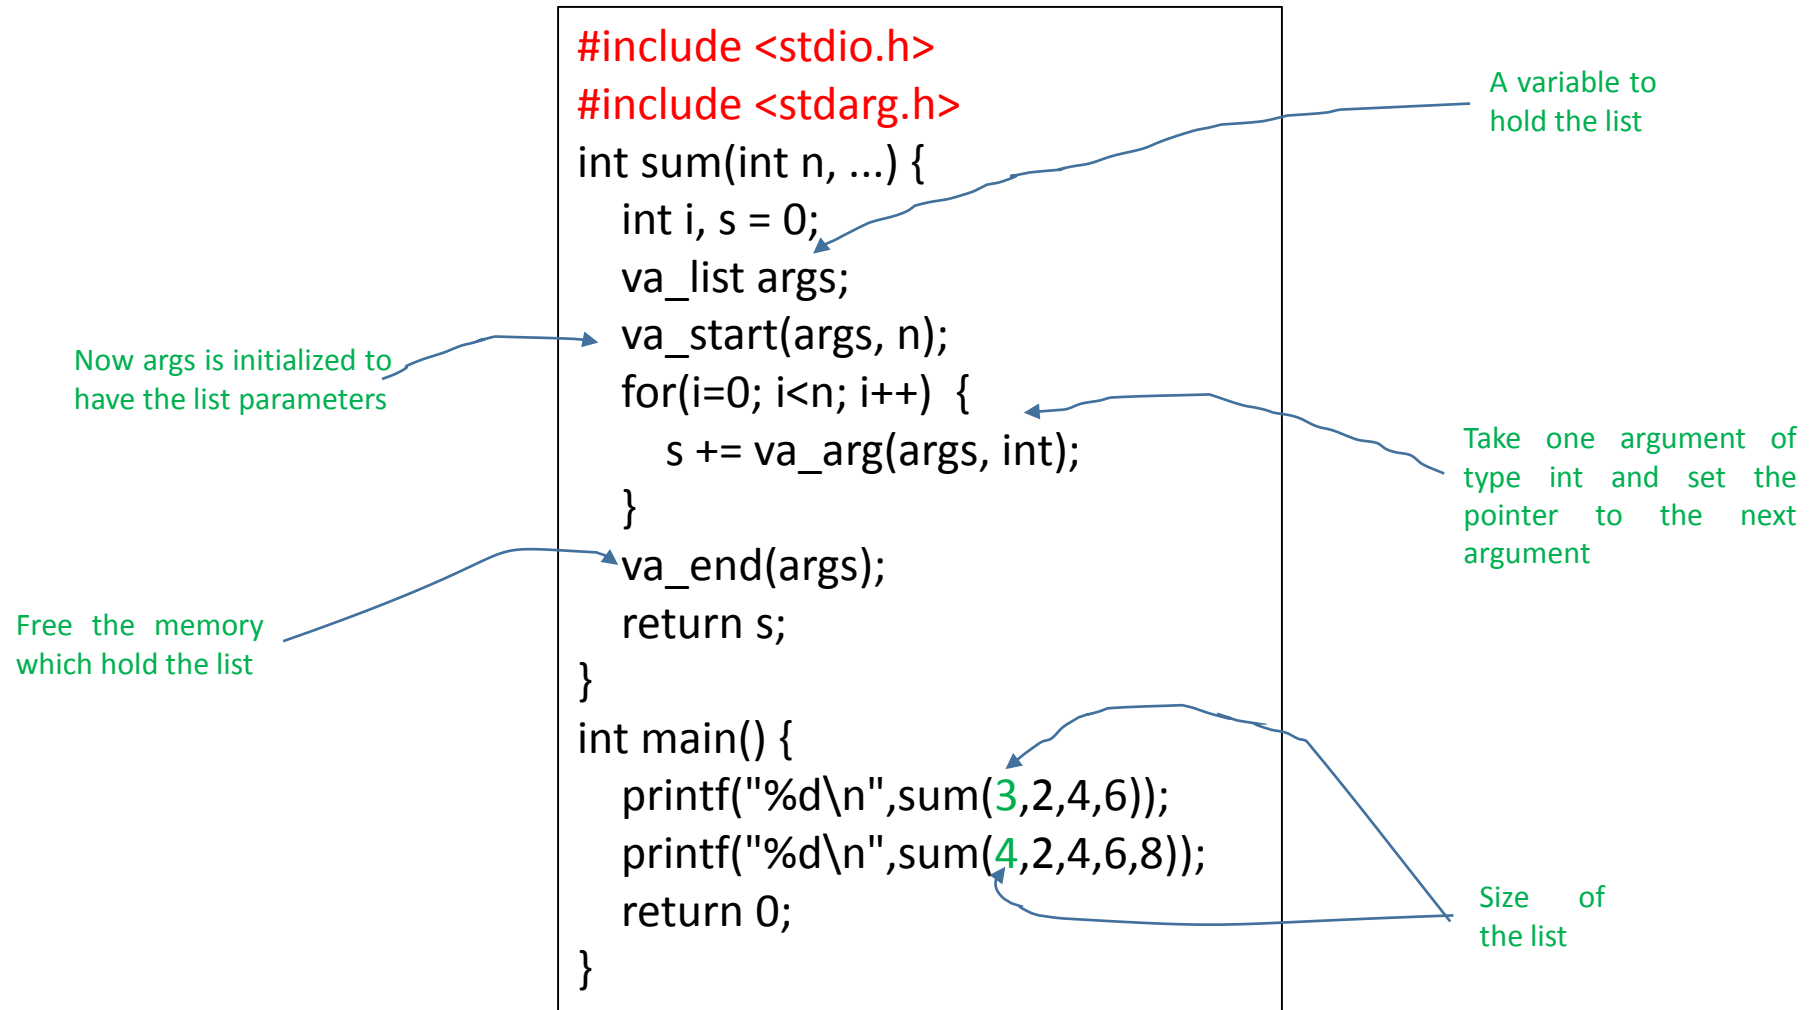 #include <stdio.h>
#include <stdarg.h>
int sum(int n, ...) {
int i, s = 0;
va_list args;
va_start(args, n);
for(i=0; i<n; i++)  {
s += va_arg(args, int);
}
va_end(args);
return s;
}
int main() {
printf("%d\n",sum(3,2,4,6));
printf("%d\n",sum(4,2,4,6,8));
return 0;
}
A variable to
hold the list
Now args is initialized to
have the list parameters
Take one argument of
type int and set the
pointer to the next
argument
Free the memory
which hold the list
Size of
the list